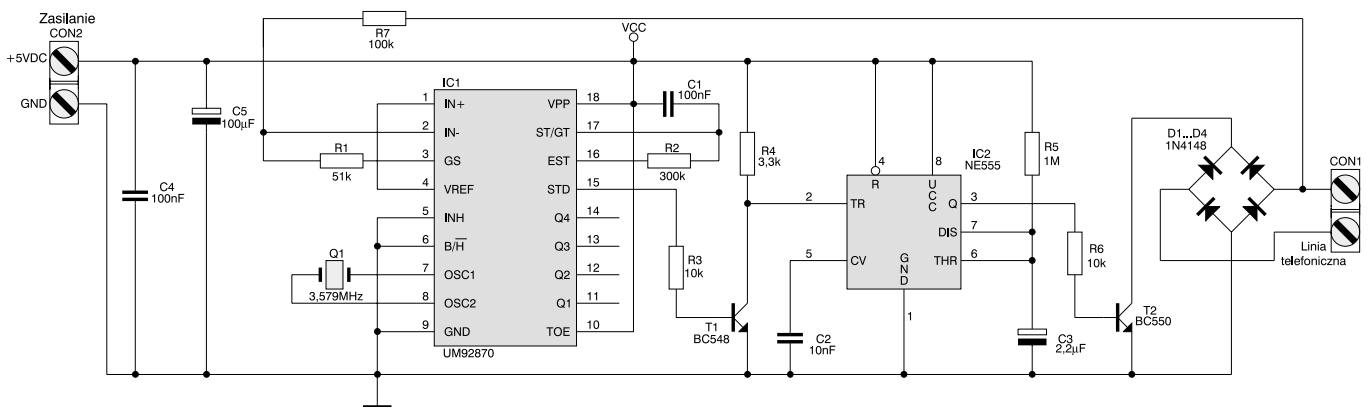 Zasilanie
CON2
+5VDC
GND
C4
100nF
C5
100µF
R7
100k
R1
51k
Q1
3,579MHz
IC1
1 IN+
2 IN-
3 GS
4 VREF
5 INH
6 B/H
7 OSC1
8 OSC2
9 GND
VPP 18
ST/GT 17
EST 16
STD 15
Q4 14
Q3 13
Q2 12
Q1 11
TOE 10
UM92870
VCC
C1
100nF
R2
300k
R3
10k
T1
BC548
R4
3,3k
C2
10nF
IC2
NE555
4
R
8
UCC
2 TR
5 CV
Q 3
DIS 7
THR 6
GND
1
R5
1M
C3
2,2µF
R6
10k
T2
BC550
D1...D4
1N4148
CON1
Linia
telefoniczna